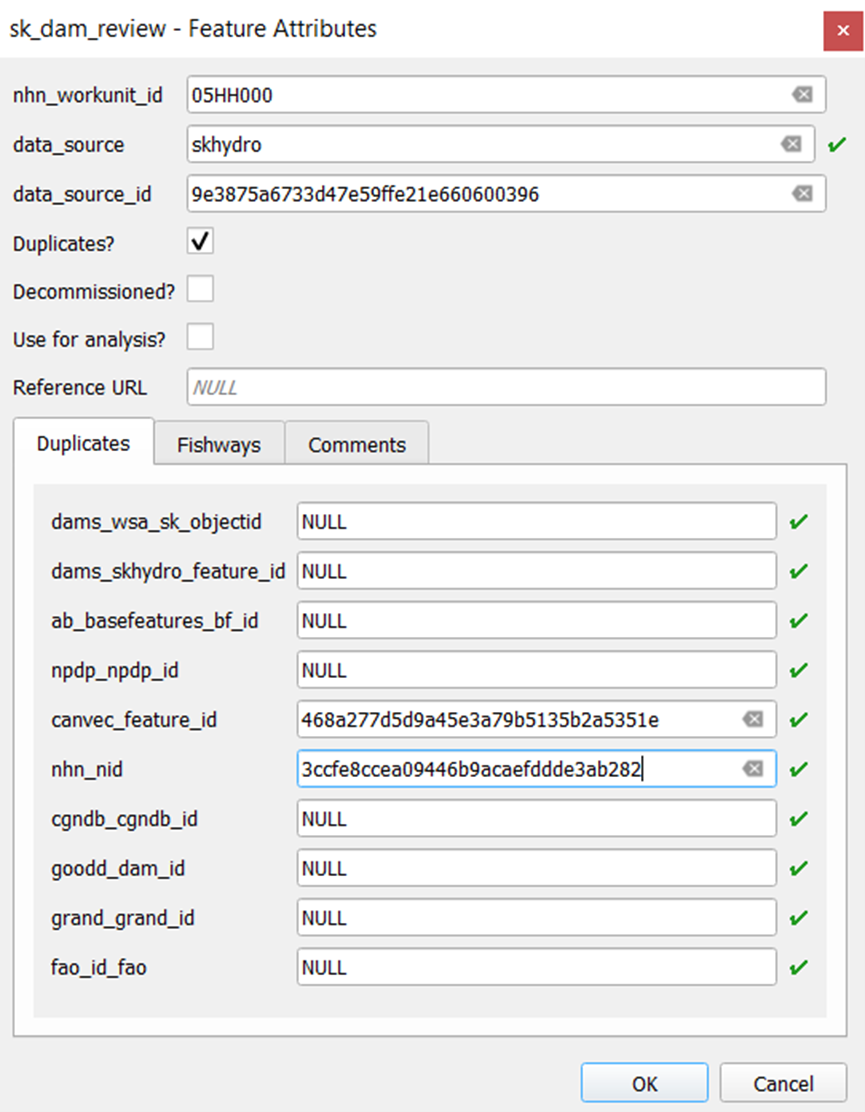 sk_dam_review - Feature Attributes
nhn_workunit_id 05HH000
data_source skhydro
data_source_id 9e3875a6733d47e59ffe21e660600396
Duplicates?
Decommissioned?
Use for analysis?
Reference URL NULL
Duplicates Fishways Comments
dams_wsa_sk_objectid NULL
dams_skhydro_feature_id NULL
ab_basefeatures_bf_id NULL
npdp_npdp_id NULL
canvec_feature_id 468a277d5d9a45e3a79b5135b2a5351e
nhn_nid 3ccfe8ccea09446b9acaefddde3ab282
cgndb_cgndb_id NULL
goodd_dam_id NULL
grand_grand_id NULL
fao_id_fao NULL
OK Cancel